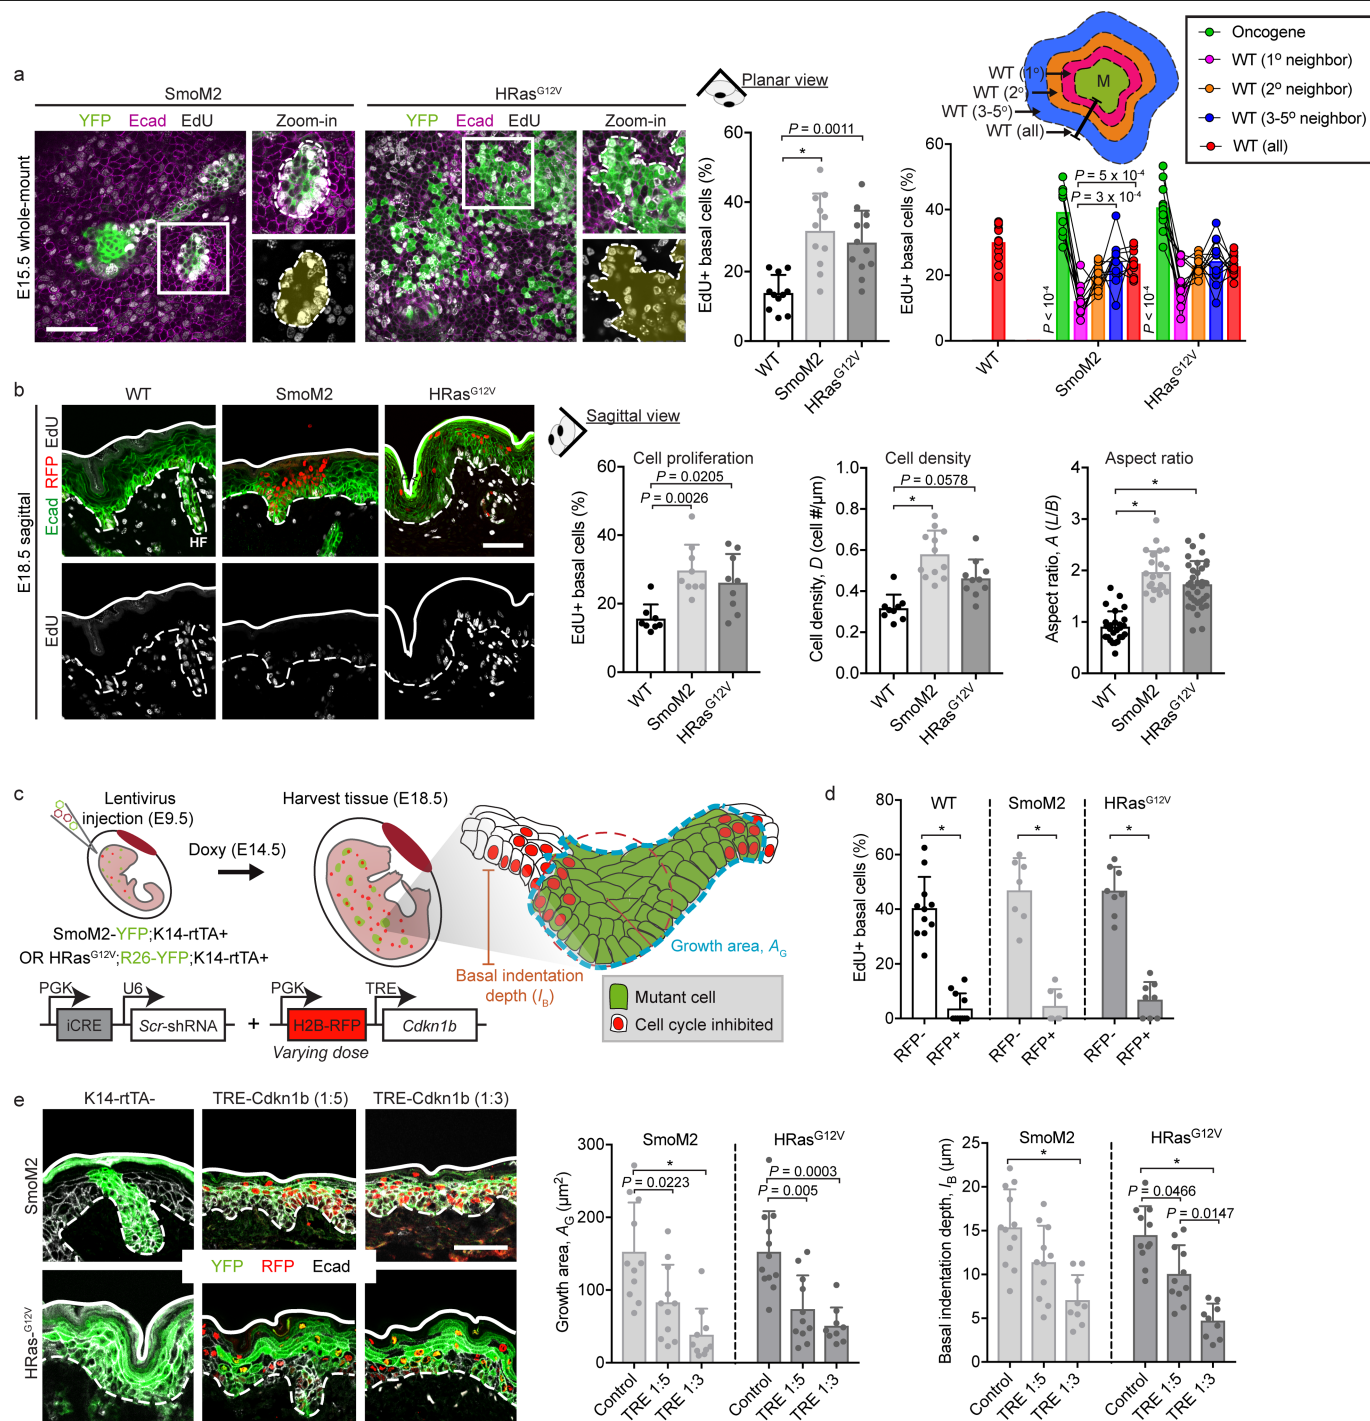 a
SmoM2
HRasG12V
YFP Ecad EdU
Zoom-in
YFP Ecad EdU
Zoom-in
E15.5 whole-mount
Planar view
EdU+ basal cells (%)
60
40
20
0
P = 0.0011
*
WT
SmoM2
HRasG12V
M
WT (1º)
WT (2º)
WT (3-5º)
WT (all)
Oncogene
WT (1º neighbor)
WT (2º neighbor)
WT (3-5º neighbor)
WT (all)
EdU+ basal cells (%)
60
40
20
0
P = 5 x 10-4
P = 3 x 10-4
P < 10-4
P < 10-4
WT
SmoM2
HRasG12V
b
WT
SmoM2
HRasG12V
E18.5 sagittal
Ecad RFP EdU
EdU
HF
Sagittal view
Cell proliferation
EdU+ basal cells (%)
60
40
20
0
P = 0.0205
P = 0.0026
WT
SmoM2
HRasG12V
Cell density
Cell density, D (cell #/µm)
1.0
0.8
0.6
0.4
0.2
0.0
P = 0.0578
*
WT
SmoM2
HRasG12V
Aspect ratio
Aspect ratio, A (L/B)
4
3
2
1
0
*
*
WT
SmoM2
HRasG12V
c
Lentivirus
injection (E9.5)
Doxy (E14.5)
Harvest tissue (E18.5)
SmoM2-YFP;K14-rtTA+
OR HRasG12V;R26-YFP;K14-rtTA+
PGK
U6
iCRE
Scr-shRNA
+
PGK
TRE
H2B-RFP
Cdkn1b
Varying dose
Basal indentation
depth (lB)
Growth area, AG
Mutant cell
Cell cycle inhibited
d
EdU+ basal cells (%)
80
60
40
20
0
WT
SmoM2
HRasG12V
*
*
*
RFP-
RFP+
RFP-
RFP+
RFP-
RFP+
e
K14-rtTA-
TRE-Cdkn1b (1:5)
TRE-Cdkn1b (1:3)
SmoM2
HRas-G12V
YFP RFP Ecad
Growth area, AG (µm2)
300
200
100
0
SmoM2
HRasG12V
*
P = 0.0223
P = 0.0003
P = 0.005
Control
TRE 1:5
TRE 1:3
Control
TRE 1:5
TRE 1:3
Basal indentation depth, lB (µm)
25
20
15
10
5
0
SmoM2
HRasG12V
*
*
P = 0.0466
P = 0.0147
Control
TRE 1:5
TRE 1:3
Control
TRE 1:5
TRE 1:3